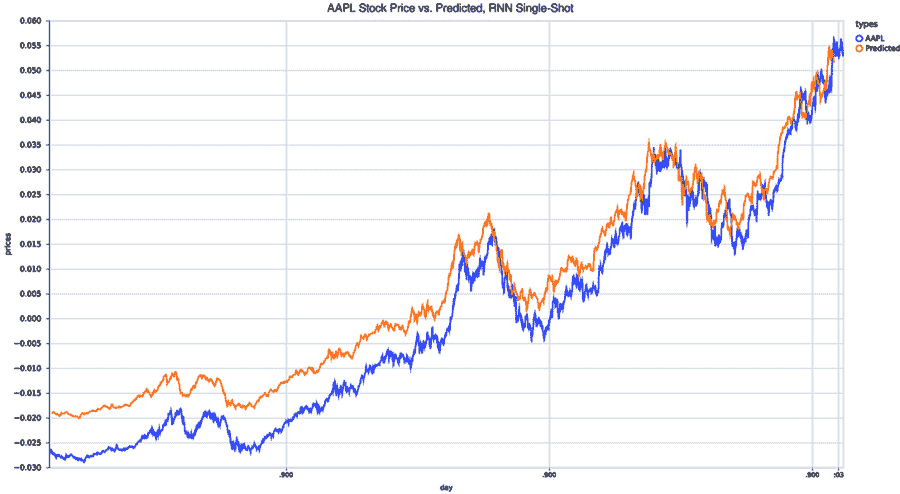 AAPL Stock Price vs. Predicted, RNN Single-Shot
types
AAPL
Predicted
prices
0.060
0.055
0.050
0.045
0.040
0.035
0.030
0.025
0.020
0.015
0.010
0.005
0.000
−0.005
−0.010
−0.015
−0.020
−0.025
−0.030
.900 .900 .900 :03
day